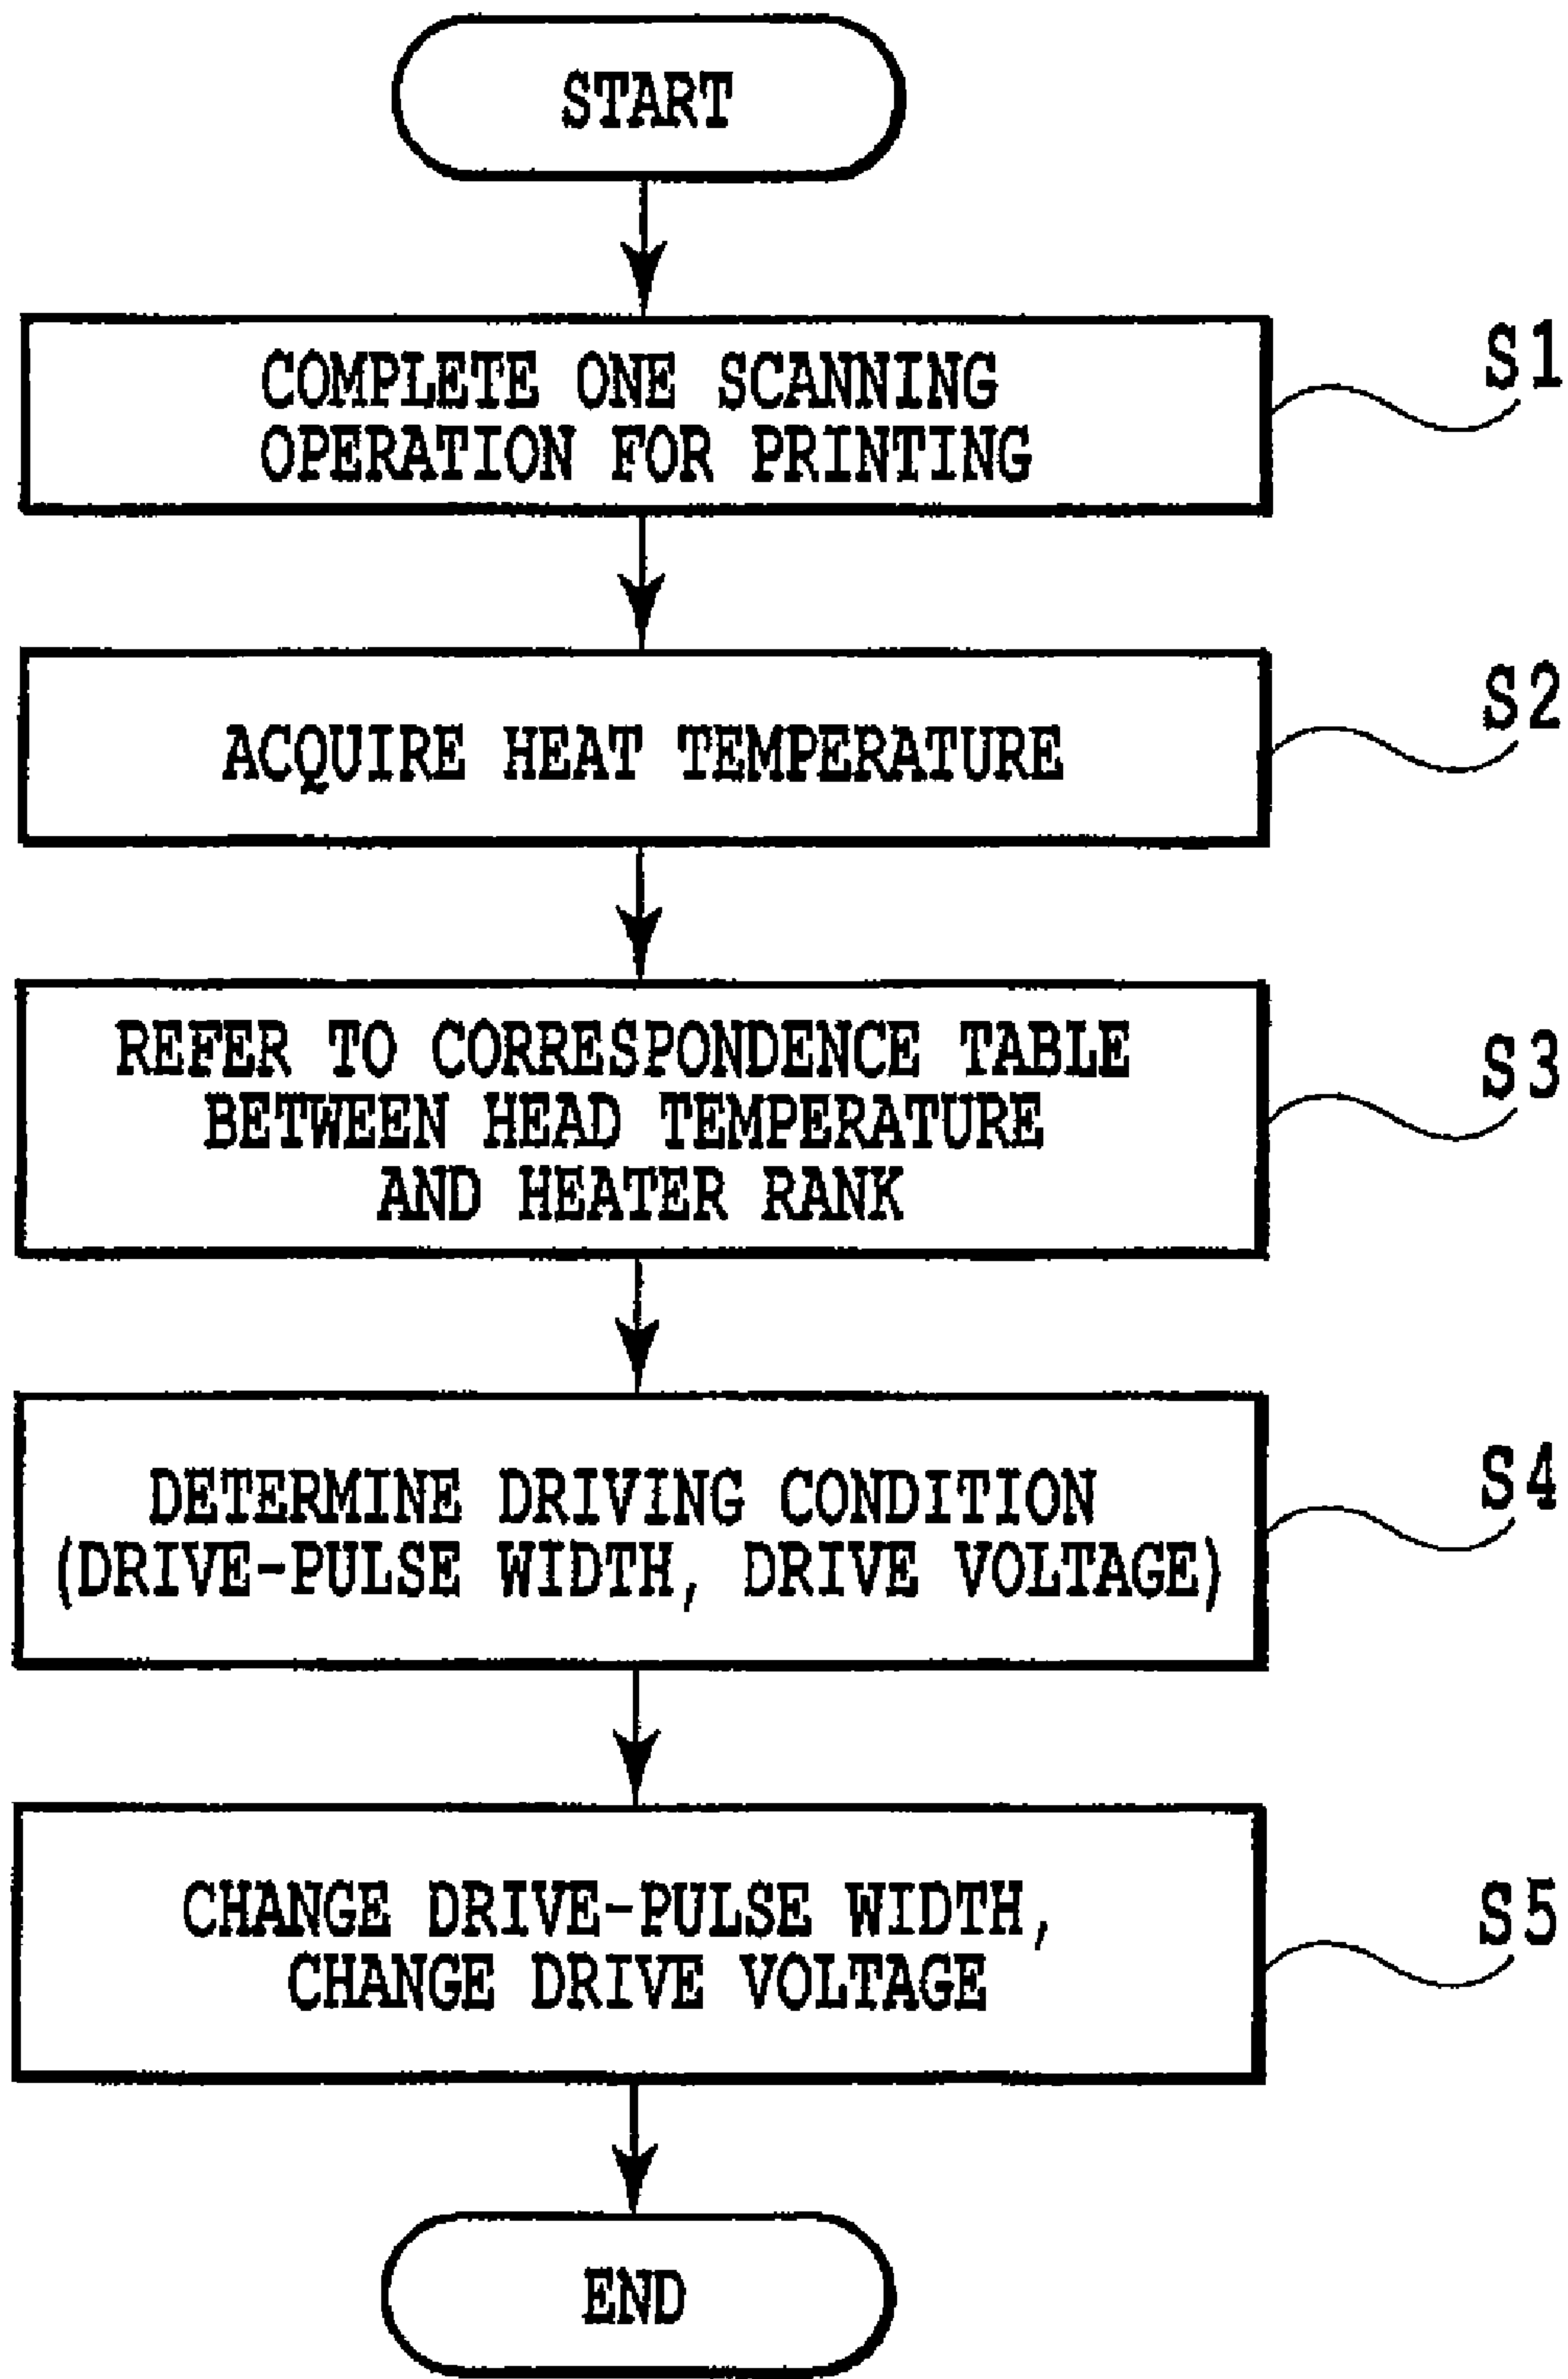 START
COMPLETE ONE SCANNING
OPERATION FOR PRINTING
S1
ACQUIRE HEAT TEMPERATURE
S2
REFER TO CORRESPONDENCE TABLE
BETWEEN HEAD TEMPERATURE
AND HEATER RANK
S3
DETERMINE DRIVING CONDITION
(DRIVE-PULSE WIDTH, DRIVE VOLTAGE)
S4
CHANGE DRIVE-PULSE WIDTH,
CHANGE DRIVE VOLTAGE
S5
END